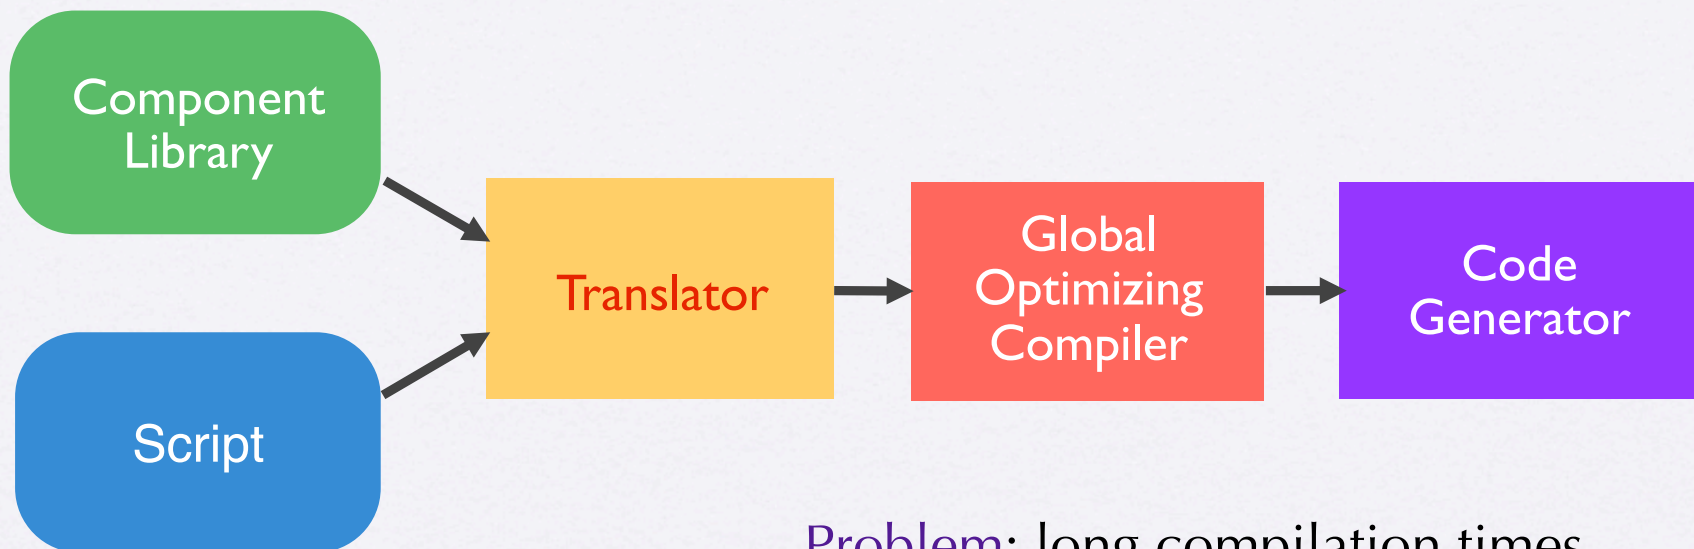 Component
Library
Script
Translator
Global
Optimizing
Compiler
Code
Generator
Problem: long compilation times